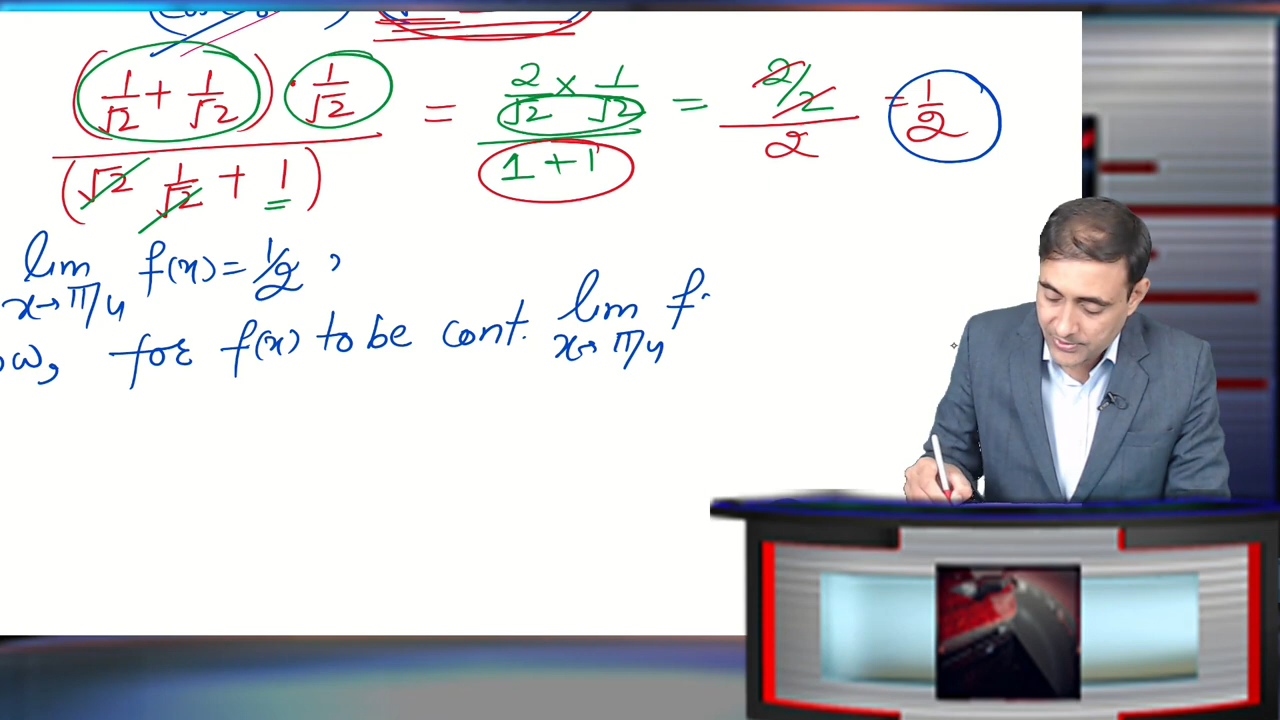 (1/√2 + 1/√2) · 1/√2 / (√2 1/√2 + 1) = 2/√2 × 1/√2 / 1 + 1 = 2/2 / 2 = 1/2
lim x→π/4 f(x) = 1/2 ,
ow, for f(x) to be cont. lim x→π/4 f